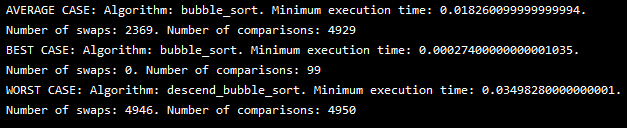 AVERAGE CASE: Algorithm: bubble_sort. Minimum execution time: 0.018260099999999994.
Number of swaps: 2369. Number of comparisons: 4929
BEST CASE: Algorithm: bubble_sort. Minimum execution time: 0.00027400000000001035.
Number of swaps: 0. Number of comparisons: 99
WORST CASE: Algorithm: descend_bubble_sort. Minimum execution time: 0.03498280000000001.
Number of swaps: 4946. Number of comparisons: 4950